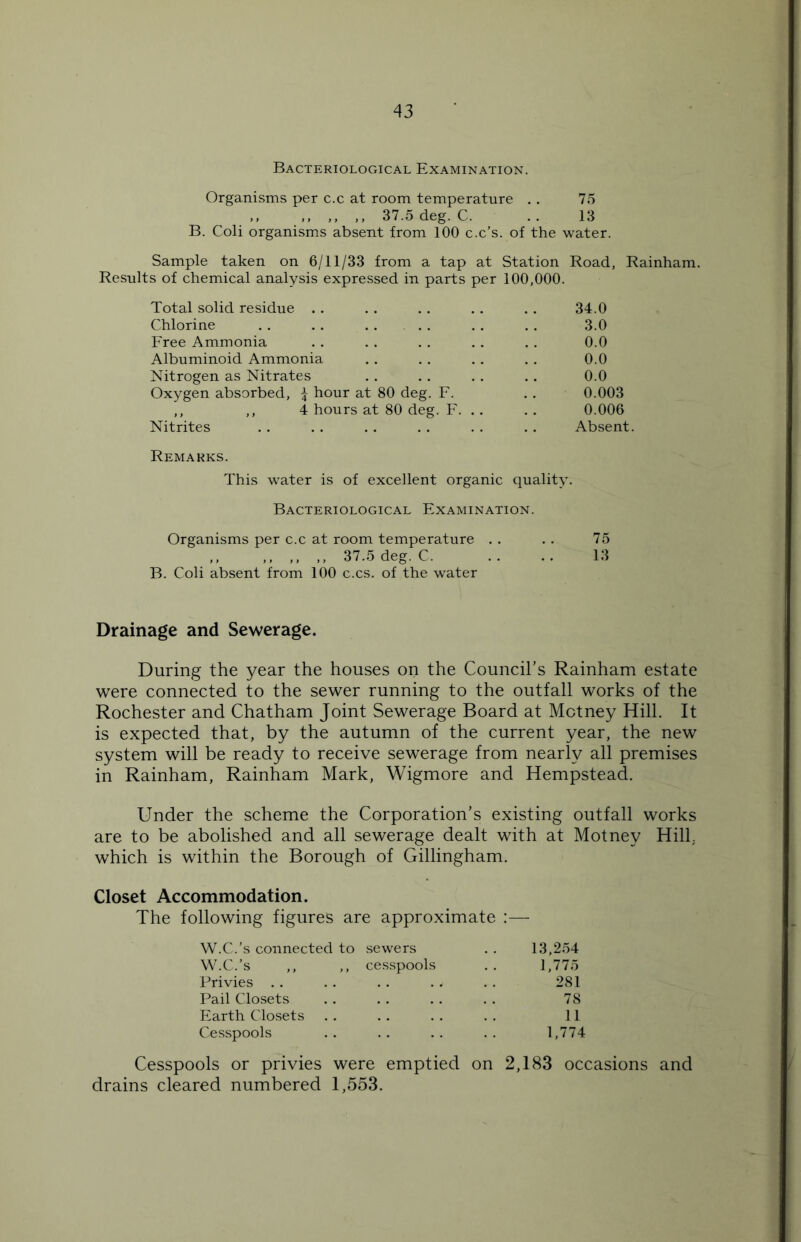 43
Bacteriological Examination.
Organisms per c.c at room temperature . . 75
,, ,, ,, ,, 37.5 deg. C. . . 13
B. Coli organisms absent from 100 c.c’s. of the water.
Sample taken on 6/11/33 from a tap at Station Road, Rainham.
Results of chemical analysis expressed in parts per 100,000.
Total solid residue . . . . . . . . . . 34.0
Chlorine . . . . . . . . . . . . 3.0
Free Ammonia . . . . . . . . . . 0.0
Albuminoid Ammonia . . . . . . . . 0.0
Nitrogen as Nitrates . . . . . . . . 0.0
Oxygen absorbed, ¼ hour at 80 deg. F. . . 0.003
,, ,, 4 hours at 80 deg. F. . . . . 0.006
Nitrites . . . . . . . . . . . . Absent.
Remarks.
This water is of excellent organic quality.
Bacteriological Examination.
Organisms per c.c at room temperature . . . . 75
,, ,, ,, ,, 37.5 deg. C. . . . . 13
B. Coli absent from 100 c.cs. of the water
Drainage and Sewerage.
During the year the houses on the Council’s Rainham estate
were connected to the sewer running to the outfall works of the
Rochester and Chatham Joint Sewerage Board at Motney Hill. It
is expected that, by the autumn of the current year, the new
system will be ready to receive sewerage from nearly all premises
in Rainham, Rainham Mark, Wigmore and Hempstead.
Under the scheme the Corporation’s existing outfall works
are to be abolished and all sewerage dealt with at Motney Hill,
which is within the Borough of Gillingham.
Closet Accommodation.
The following figures are approximate :—
W.C.’s connected to sewers . . 13,254
W.C.’s ,, ,, cesspools . . 1,775
Privies . . . . . . . . . . 281
Pail Closets . . . . . . . . 78
Earth Closets . . . . . . . . 11
Cesspools . . . . . . . . 1,774
Cesspools or privies were emptied on 2,183 occasions and
drains cleared numbered 1,553.